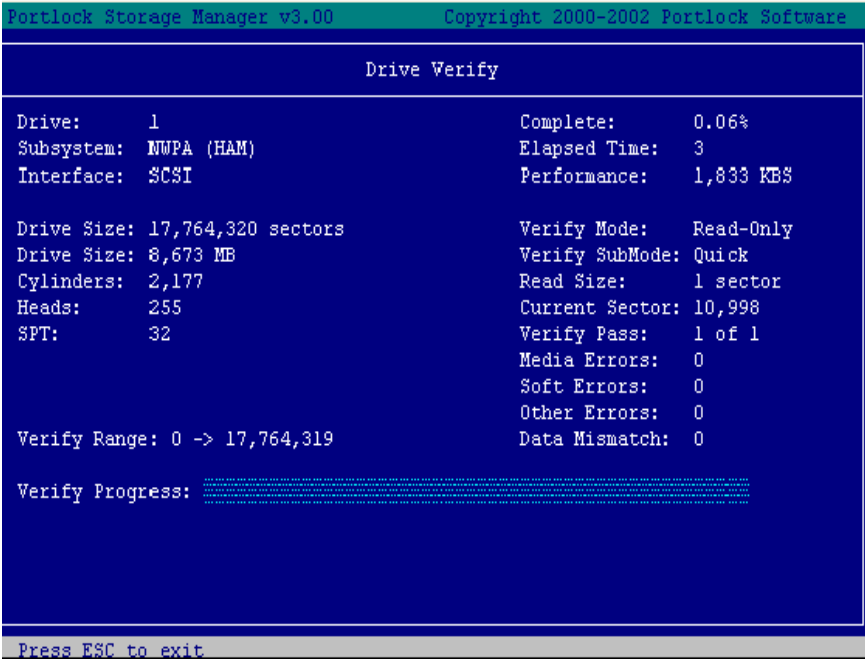 Portlock Storage Manager v3.00 Copyright 2000-2002 Portlock Software
Drive Verify
Drive: 1 Complete: 0.06%
Subsystem: NWPA (HAM) Elapsed Time: 3
Interface: SCSI Performance: 1,833 KBS
Drive Size: 17,764,320 sectors Verify Mode: Read-Only
Drive Size: 8,673 MB Verify SubMode: Quick
Cylinders: 2,177 Read Size: 1 sector
Heads: 255 Current Sector: 10,998
SPT: 32 Verify Pass: 1 of 1
Media Errors: 0
Soft Errors: 0
Other Errors: 0
Verify Range: 0 -> 17,764,319 Data Mismatch: 0
Verify Progress:
Press ESC to exit